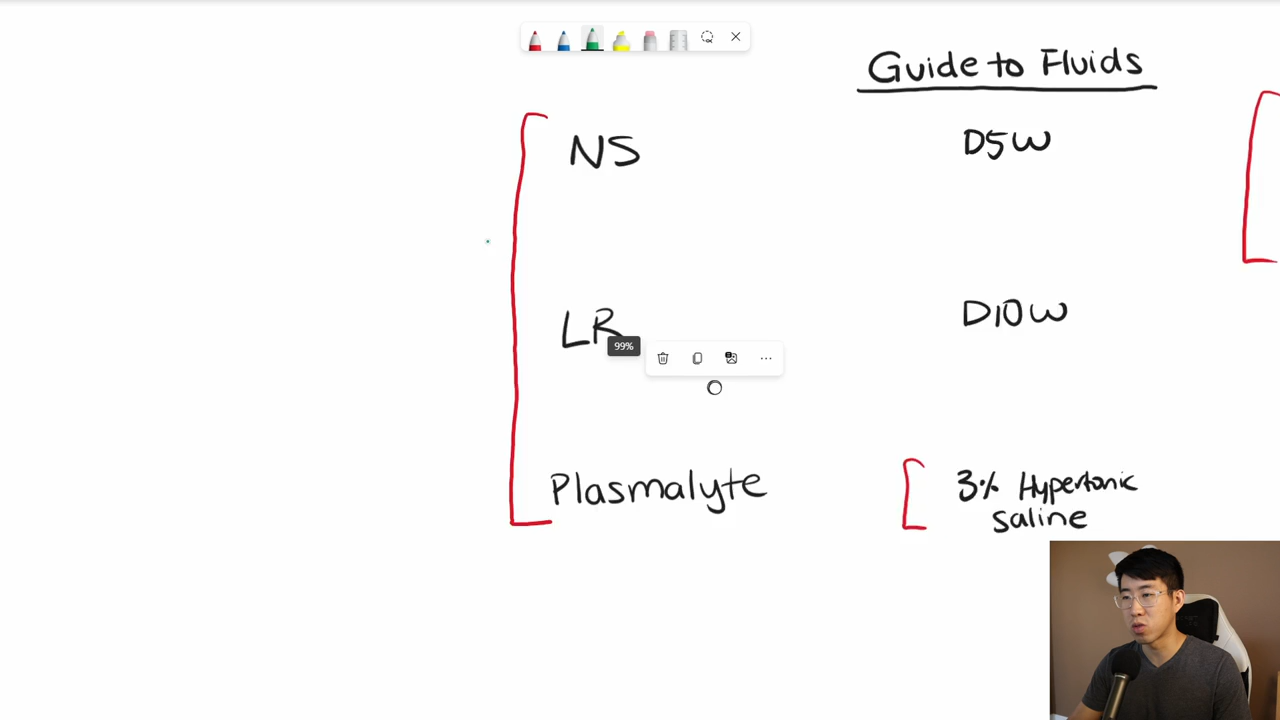 Guide to Fluids
NS
D5W
LR
D10W
99%
Plasmalyte
3% Hypertonic
saline